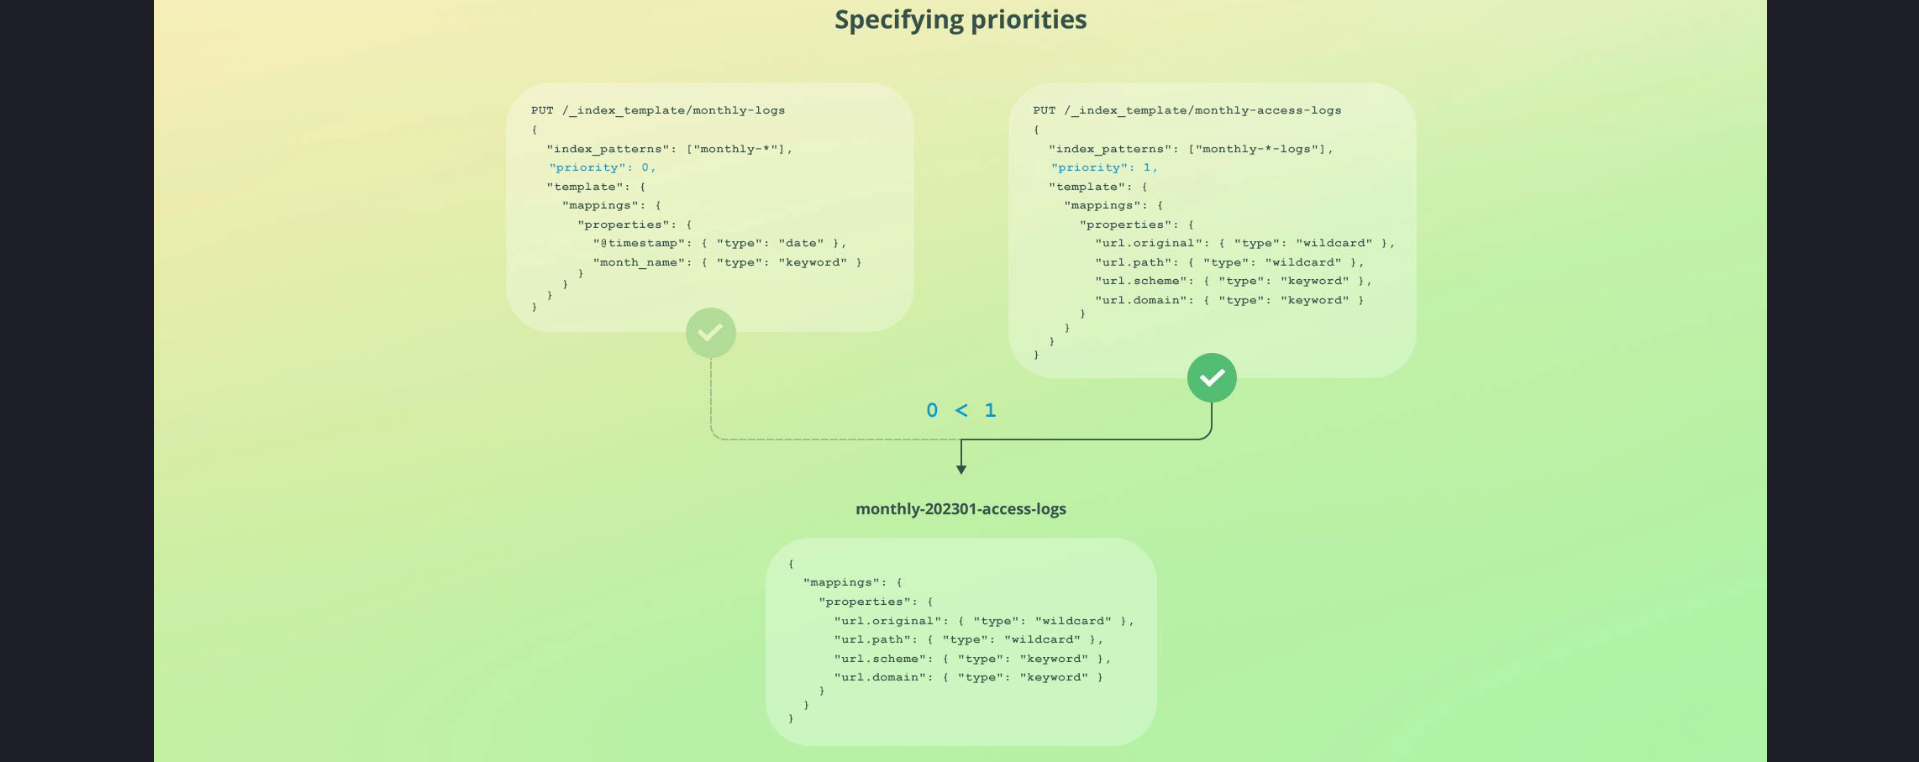 Specifying priorities
PUT /_index_template/monthly-logs
{
  "index_patterns": ["monthly-*"],
  "priority": 0,
  "template": {
    "mappings": {
      "properties": {
        "@timestamp": { "type": "date" },
        "month_name": { "type": "keyword" }
      }
    }
  }
}
PUT /_index_template/monthly-access-logs
{
  "index_patterns": ["monthly-*-logs"],
  "priority": 1,
  "template": {
    "mappings": {
      "properties": {
        "url.original": { "type": "wildcard" },
        "url.path": { "type": "wildcard" },
        "url.scheme": { "type": "keyword" },
        "url.domain": { "type": "keyword" }
      }
    }
  }
}
0 < 1
monthly-202301-access-logs
{
  "mappings": {
    "properties": {
      "url.original": { "type": "wildcard" },
      "url.path": { "type": "wildcard" },
      "url.scheme": { "type": "keyword" },
      "url.domain": { "type": "keyword" }
    }
  }
}